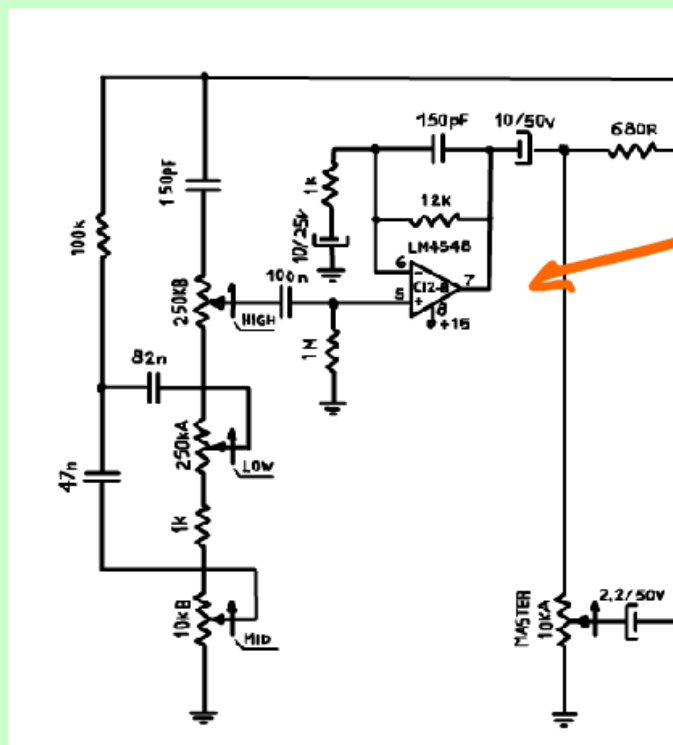 150pF
10/50V
680R
150pF
1k
12k
100k
10/25V
LM4548
6
-
7
C12-B
100n
5
+
8
+15
250KB
HIGH
1M
82n
250kA
LOW
47n
1k
2,2/50V
MASTER
10KA
10kB
MID